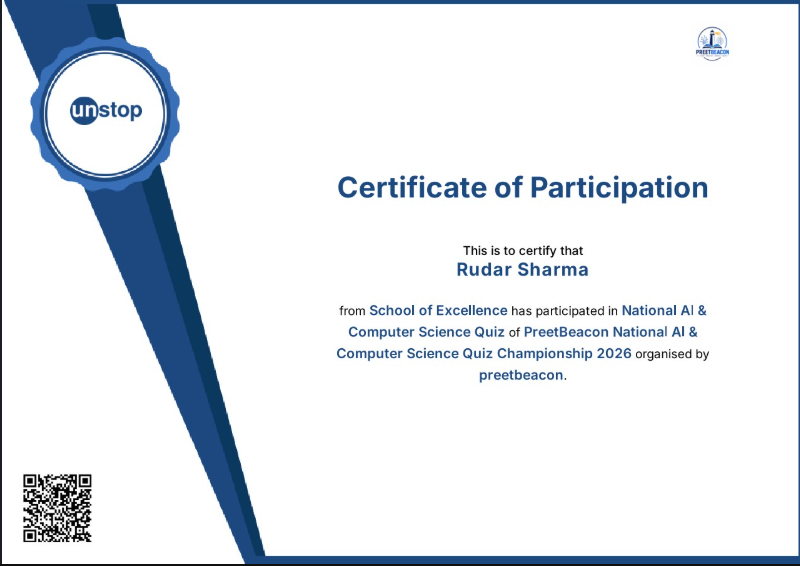 unstop
PREETBEACON
Certificate of Participation
This is to certify that
Rudar Sharma
from School of Excellence has participated in National AI &
Computer Science Quiz of PreetBeacon National AI &
Computer Science Quiz Championship 2026 organised by
preetbeacon.